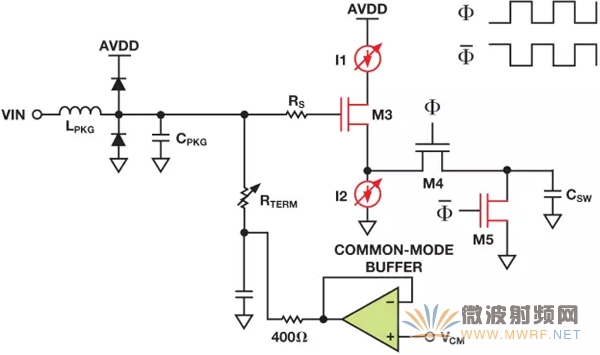 AVDD
AVDD
Φ
Φ̅
I1
VIN
LPKG
CPKG
RS
M3
Φ
RTERM
I2
M4
Φ̅
M5
CSW
COMMON-MODE
BUFFER
400Ω
−
+
VCM
微波射频网
WWW.MWRF.NET